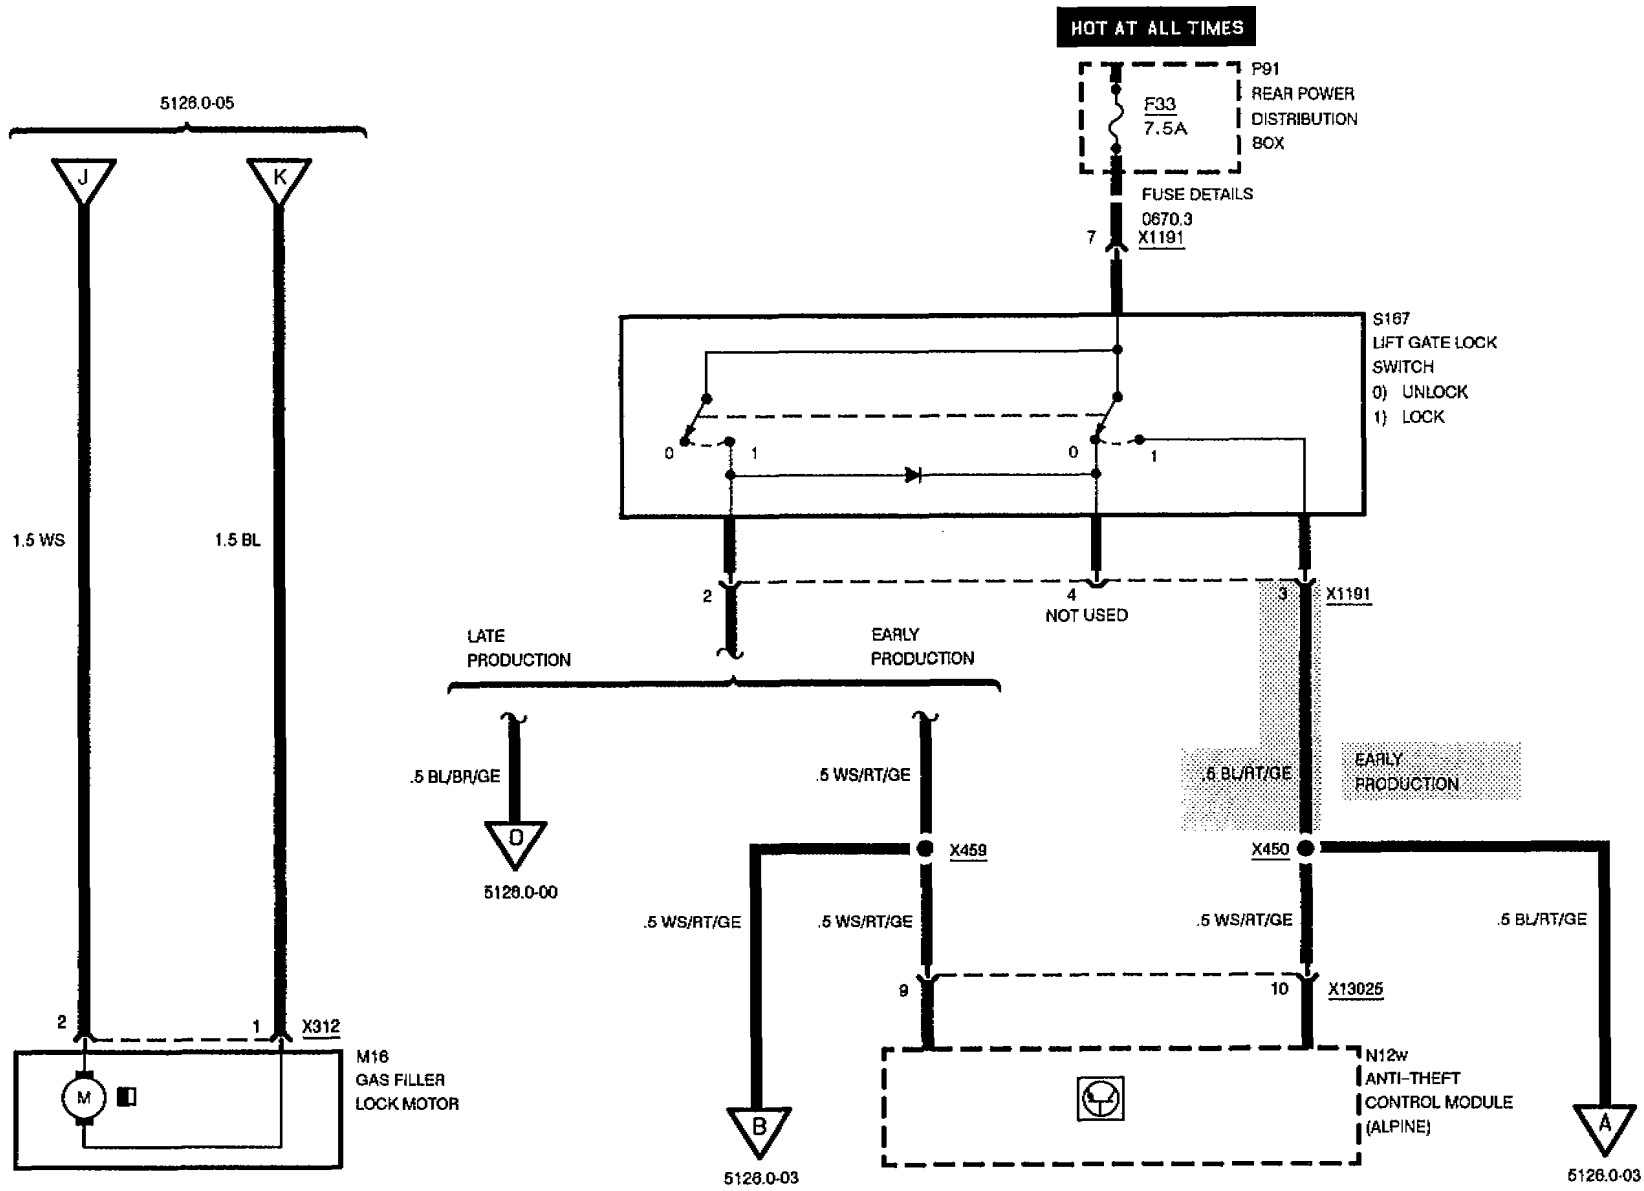 HOT AT ALL TIMES
P91
REAR POWER
DISTRIBUTION
BOX
F33
7.5A
FUSE DETAILS
0670.3
7
X1191
5126.0-05
J
K
S167
LIFT GATE LOCK
SWITCH
0) UNLOCK
1) LOCK
0
1
0
1
1.5 WS
1.5 BL
2
4
NOT USED
3
X1191
LATE
PRODUCTION
EARLY
PRODUCTION
.5 BL/BR/GE
.5 WS/RT/GE
.5 BL/RT/GE
EARLY
PRODUCTION
O
5126.0-00
X459
X450
.5 WS/RT/GE
.5 WS/RT/GE
.5 WS/RT/GE
.5 BL/RT/GE
9
10
X13025
2
1
X312
M16
GAS FILLER
LOCK MOTOR
M
N12w
ANTI-THEFT
CONTROL MODULE
(ALPINE)
B
5126.0-03
A
5126.0-03